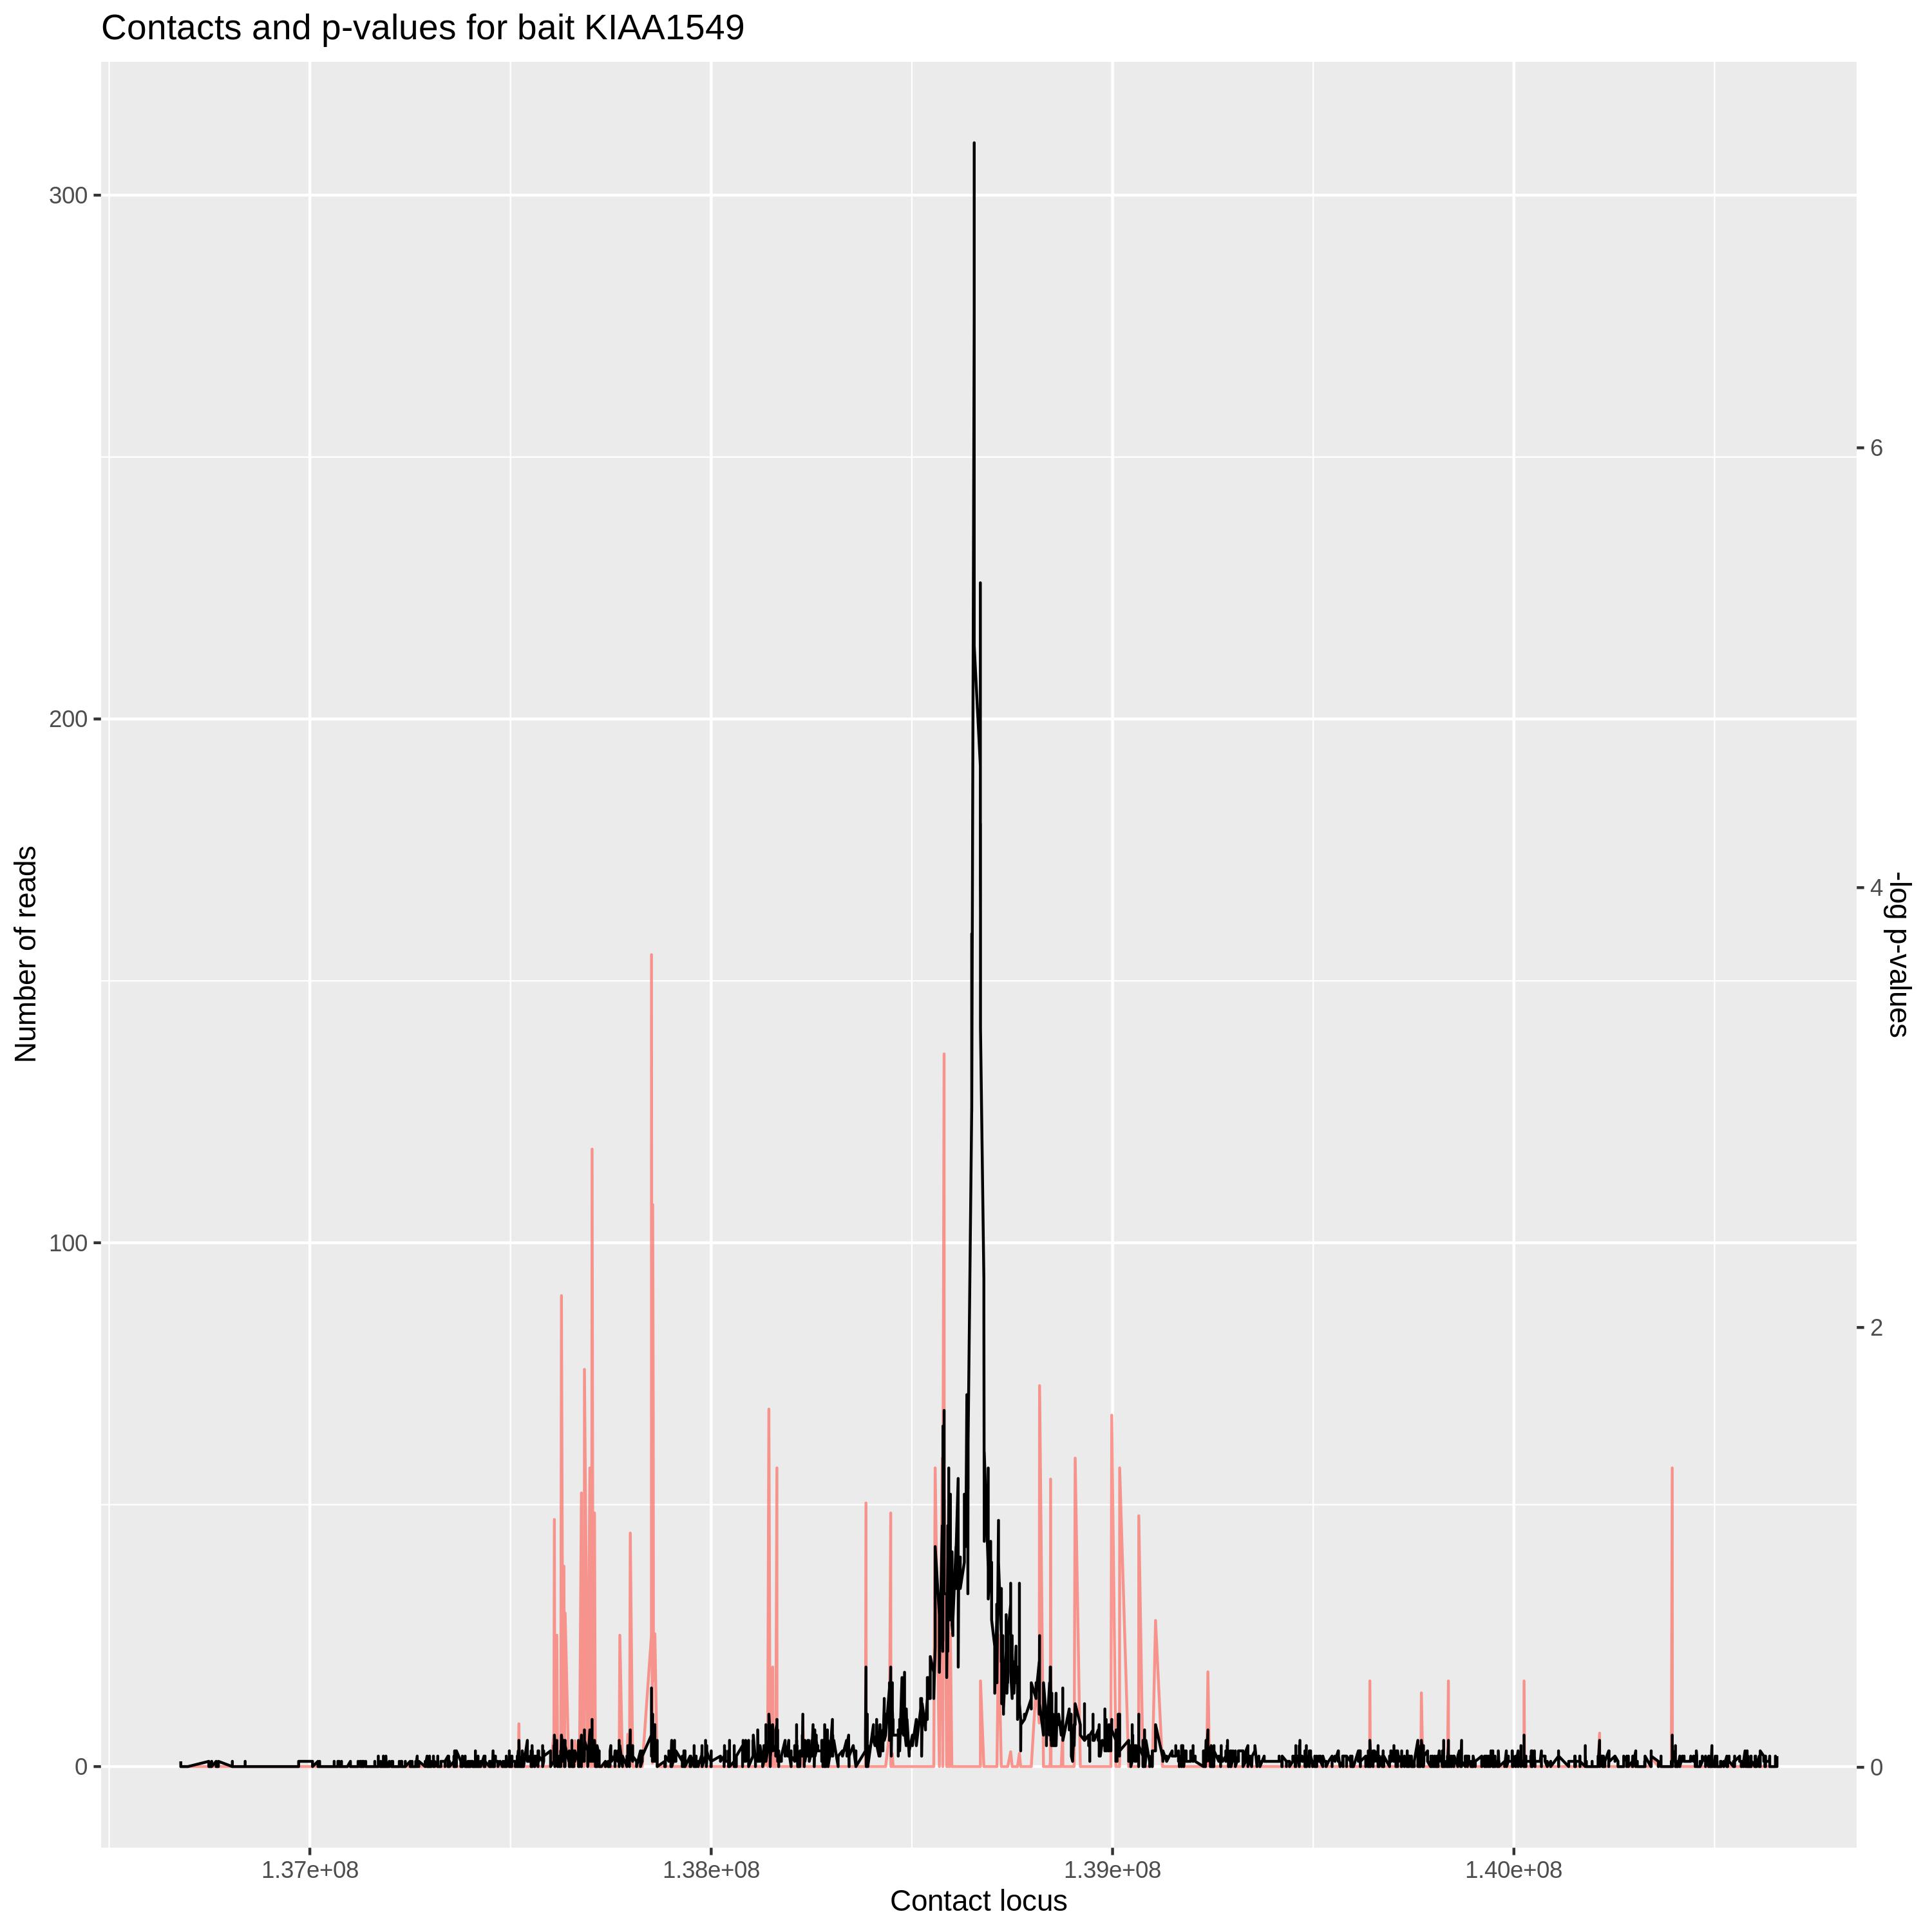 Contacts and p-values for bait KIAA1549
Number of reads
300
200
100
0
6
4
2
0
-log p-values
1.37e+08
1.38e+08
1.39e+08
1.40e+08
Contact locus